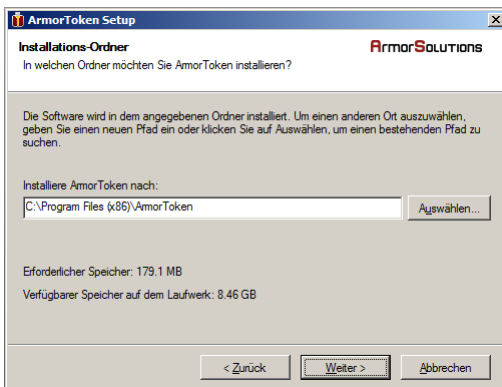 ArmorToken Setup
Installations-Ordner
In welchen Ordner möchten Sie ArmorToken installieren?
ArmorSolutions
Die Software wird in dem angegebenen Ordner installiert. Um einen anderen Ort auszuwählen,
geben Sie einen neuen Pfad ein oder klicken Sie auf Auswählen, um einen bestehenden Pfad zu
suchen.
Installiere ArmorToken nach:
C:\Program Files (x86)\ArmorToken
Auswählen...
Erforderlicher Speicher: 179.1 MB
Verfügbarer Speicher auf dem Laufwerk: 8.46 GB
< Zurück
Weiter >
Abbrechen